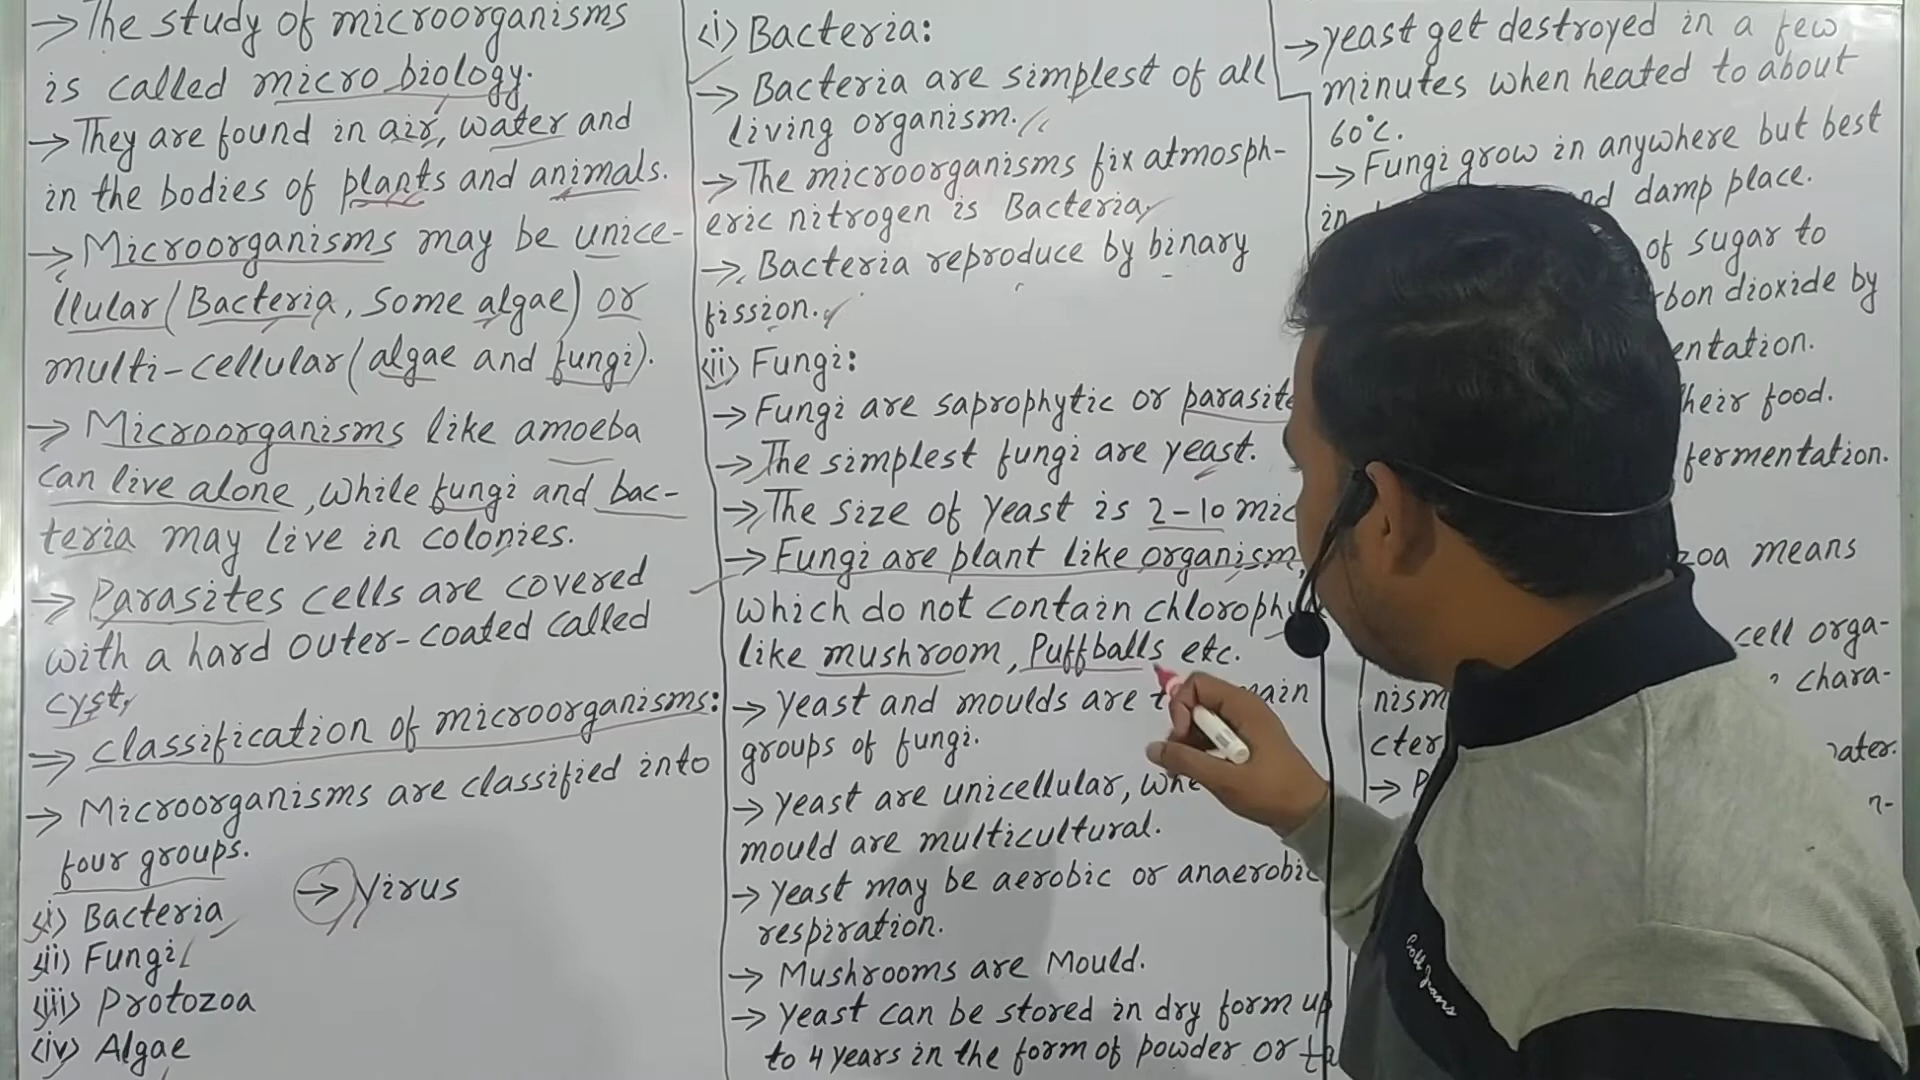 → The study of microorganisms
is called micro biology.
→ They are found in air, water and
in the bodies of plants and animals.
→ Microorganisms may be unice-
llular (Bacteria, some algae) or
multi-cellular (algae and fungi).
→ Microorganisms like amoeba
can live alone, while fungi and bac-
teria may live in colonies.
→ Parasites cells are covered
with a hard outer-coated called
cyst,
→ classification of microorganisms:
→ Microorganisms are classified into
four groups.
(i) Bacteria
(ii) Fungi
(iii) Protozoa
(iv) Algae
→ Virus
(i) Bacteria:
→ Bacteria are simplest of all
living organism.
→ The microorganisms fix atmosph-
eric nitrogen is Bacteria,
→ Bacteria reproduce by binary
fission.
(ii) Fungi:
→ Fungi are saprophytic or parasite
→ The simplest fungi are yeast.
→ The size of yeast is 2-10 mic
→ Fungi are plant like organism,
which do not contain chlorophy
like mushroom, Puffballs etc.
→ Yeast and moulds are main
groups of fungi.
→ Yeast are unicellular,
mould are multicultural.
→ Yeast may be aerobic or anaerobic
respiration.
→ Mushrooms are Mould.
→ Yeast can be stored in dry form up
to 4 years in the form of powder or ta
→ yeast get destroyed in a few
minutes when heated to about
60°C.
→ Fungi grow in anywhere but best
in damp place.
of sugar to
bon dioxide by
entation.
heir food.
fermentation.
zoa means
cell orga-
nism chara-
cter ater.
→ P